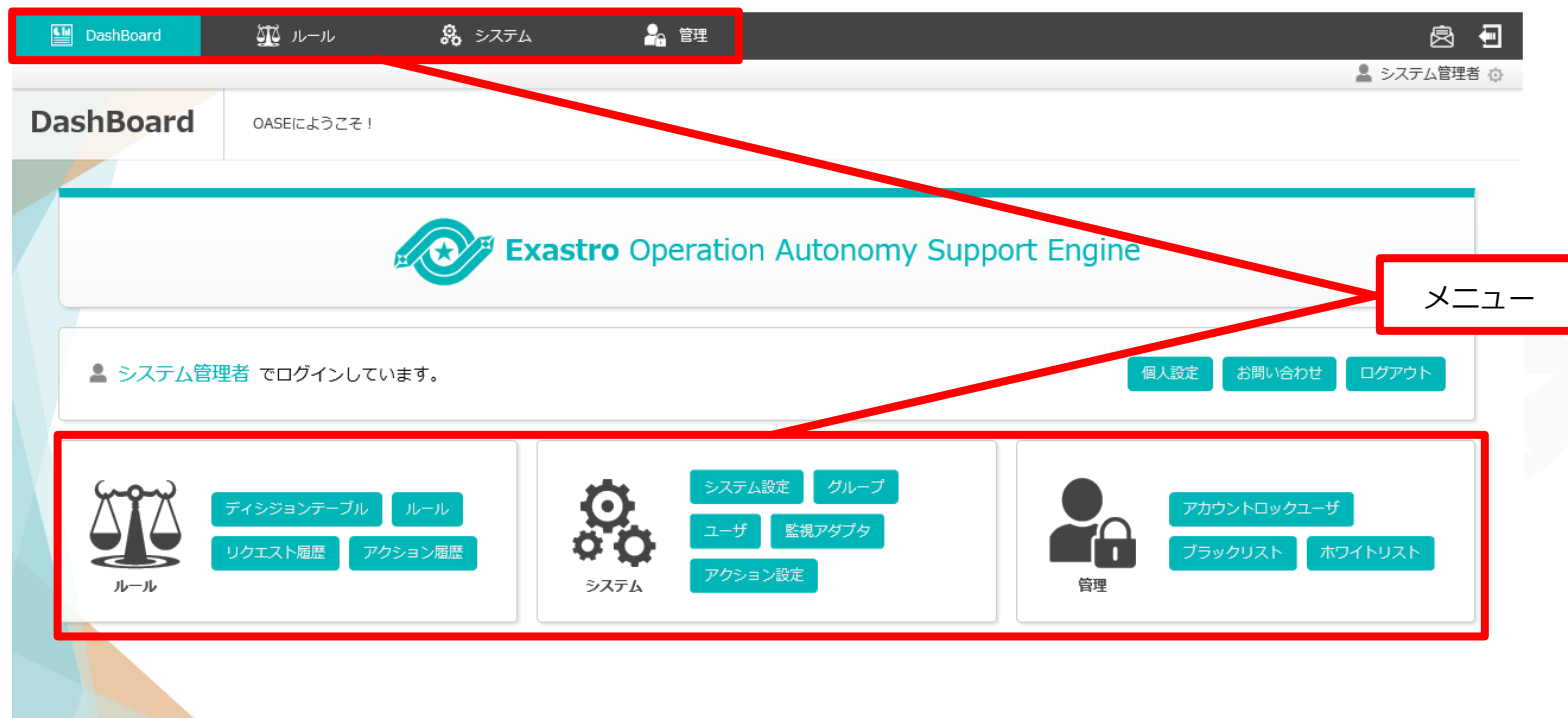 DashBoard ルール システム 管理
システム管理者
DashBoard OASEにようこそ！
Exastro Operation Autonomy Support Engine
メニュー
システム管理者 でログインしています。 個人設定 お問い合わせ ログアウト
ディシジョンテーブル ルール
リクエスト履歴 アクション履歴
ルール
システム設定 グループ
ユーザ 監視アダプタ
アクション設定
システム
アカウントロックユーザ
ブラックリスト ホワイトリスト
管理